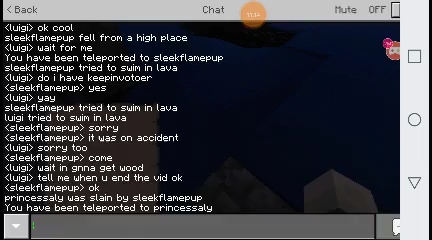 < Back
Chat
Mute
OFF
11:14
<luigi> ok cool
sleekflamepup fell from a high place
<luigi> wait for me
You have been teleported to sleekflamepup
sleekflamepup tried to swim in lava
<luigi> do i have keepinvotoer
<sleekflamepup> yes
<luigi> yay
sleekflamepup tried to swim in lava
luigi tried to swim in lava
<sleekflamepup> sorry
<sleekflamepup> it was on accident
<luigi> sorry too
<sleekflamepup> come
<luigi> wait in gnna get wood
<luigi> tell me when u end the vid ok
<sleekflamepup> ok
princessaly was slain by sleekflamepup
You have been teleported to princessaly